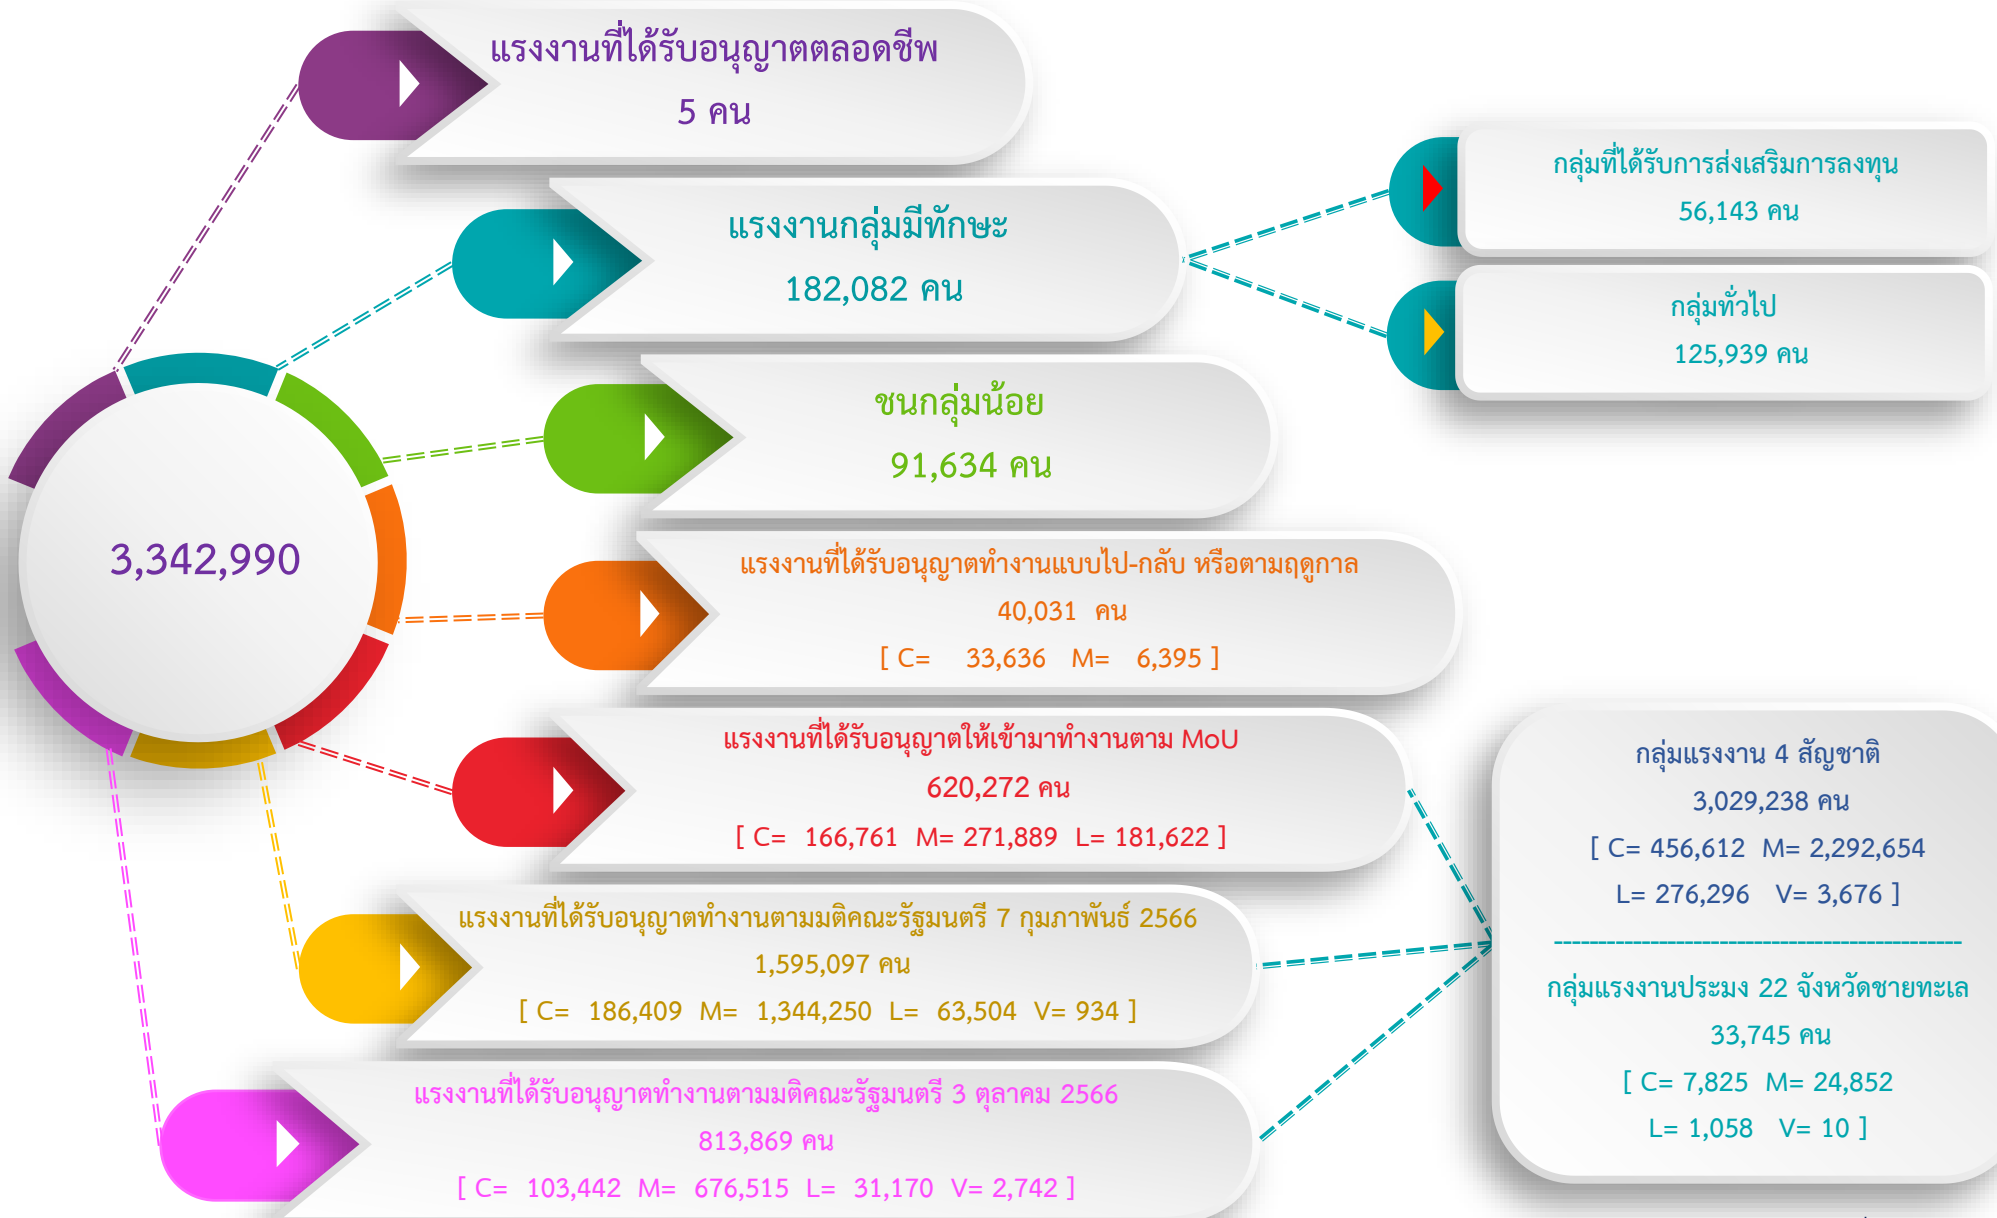 แรงงานที่ได้รับอนุญาตตลอดชีพ
5 คน
แรงงานกลุ่มมีทักษะ
182,082 คน
กลุ่มที่ได้รับการส่งเสริมการลงทุน
56,143 คน
กลุ่มทั่วไป
125,939 คน
ชนกลุ่มน้อย
91,634 คน
3,342,990
แรงงานที่ได้รับอนุญาตทำงานแบบไป-กลับ หรือตามฤดูกาล
40,031 คน
[ C= 33,636 M= 6,395 ]
แรงงานที่ได้รับอนุญาตให้เข้ามาทำงานตาม MoU
620,272 คน
[ C= 166,761 M= 271,889 L= 181,622 ]
แรงงานที่ได้รับอนุญาตทำงานตามมติคณะรัฐมนตรี 7 กุมภาพันธ์ 2566
1,595,097 คน
[ C= 186,409 M= 1,344,250 L= 63,504 V= 934 ]
แรงงานที่ได้รับอนุญาตทำงานตามมติคณะรัฐมนตรี 3 ตุลาคม 2566
813,869 คน
[ C= 103,442 M= 676,515 L= 31,170 V= 2,742 ]
กลุ่มแรงงาน 4 สัญชาติ
3,029,238 คน
[ C= 456,612 M= 2,292,654
L= 276,296 V= 3,676 ]
----------------------------------------------
กลุ่มแรงงานประมง 22 จังหวัดชายทะเล
33,745 คน
[ C= 7,825 M= 24,852
L= 1,058 V= 10 ]